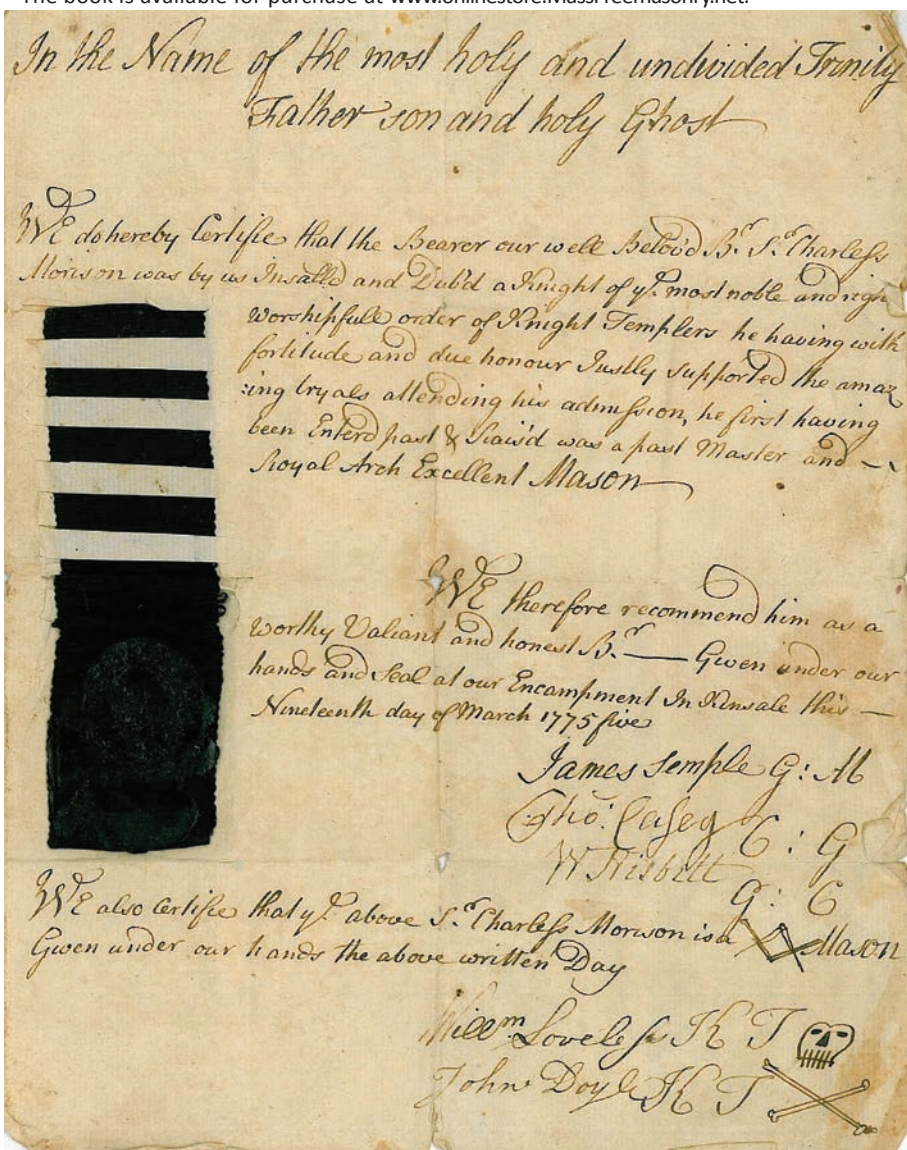 The book is available for purchase at www.onlinestore.MassFreemasonry.net.
In the Name of the most holy and undivided Trinity
Father son and holy Ghost
WE do hereby Certifie that the Bearer our well Belov'd Br. Sr. Charless
Morison was by us Insalld and Dub'd a Knight of ye. most noble and righ
worshipfull order of Knight Templers he having with
fortitude and due honour Justly supported the amaz
:ing tryals attending his admission, he first having
been Enterd past & Rais'd was a past Master and —
Royal Arch Excellent Mason
WE therefore recommend him as a
worthy Valiant and honest Br. — Given under our
hands and Seal at our Encampment In Kinsale this —
Nineteenth day of March 1775 five
James Semple G: M
Tho: Casey C: G
W Nisbett G: C
WE also Certifie that ye. above Sr. Charless Morison is a Mason
Given under our hands the above written Day
Willm. Loveless K T
John Doyle K T